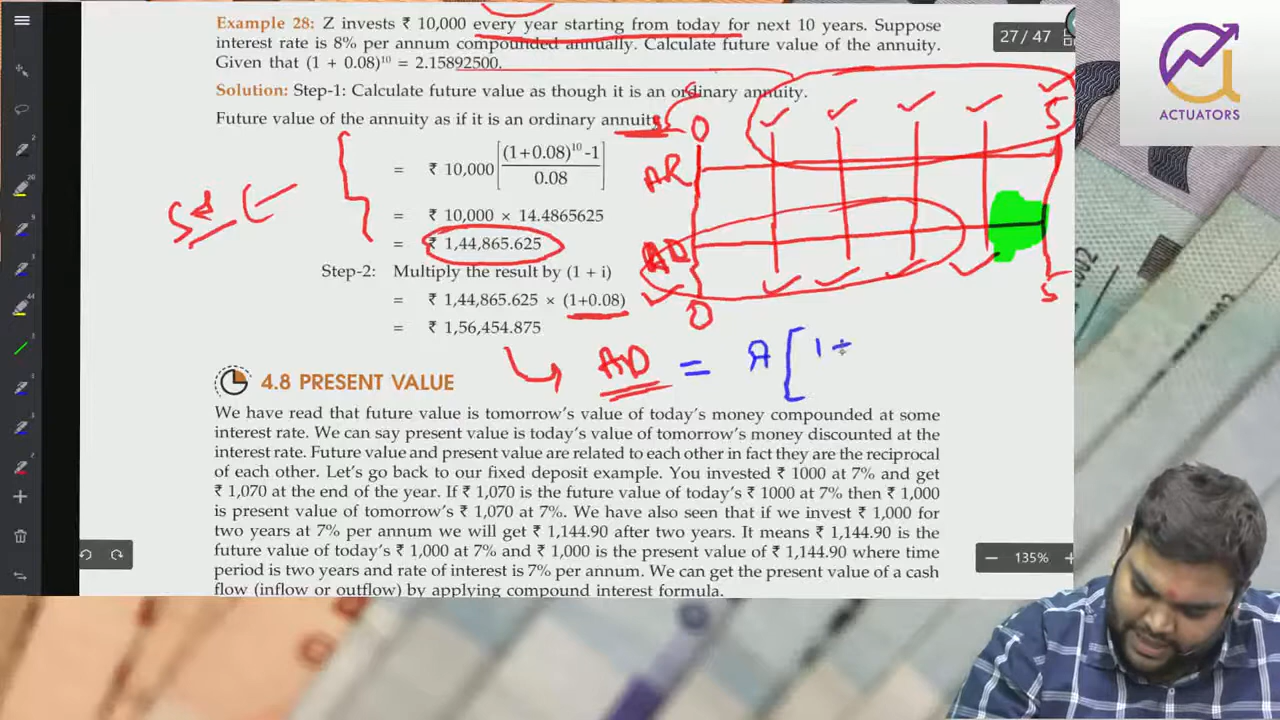 Example 28: Z invests ₹ 10,000 every year starting from today for next 10 years. Suppose
interest rate is 8% per annum compounded annually. Calculate future value of the annuity.
Given that (1 + 0.08)¹⁰ = 2.15892500.
27 / 47
ACTUATORS
Solution: Step-1: Calculate future value as though it is an ordinary annuity.
Future value of the annuity as if it is an ordinary annuity
0
5
= ₹ 10,000 [(1+0.08)¹⁰ -1 / 0.08]
AR
= ₹ 10,000 × 14.4865625
= ₹ 1,44,865.625
AD
Step-2: Multiply the result by (1 + i)
= ₹ 1,44,865.625 × (1+0.08)
0
5
= ₹ 1,56,454.875
AD = A [ 1 +
4.8 PRESENT VALUE
We have read that future value is tomorrow's value of today's money compounded at some
interest rate. We can say present value is today's value of tomorrow's money discounted at the
interest rate. Future value and present value are related to each other in fact they are the reciprocal
of each other. Let's go back to our fixed deposit example. You invested ₹ 1000 at 7% and get
₹ 1,070 at the end of the year. If ₹ 1,070 is the future value of today's ₹ 1000 at 7% then ₹ 1,000
is present value of tomorrow's ₹ 1,070 at 7%. We have also seen that if we invest ₹ 1,000 for
two years at 7% per annum we will get ₹ 1,144.90 after two years. It means ₹ 1,144.90 is the
future value of today's ₹ 1,000 at 7% and ₹ 1,000 is the present value of ₹ 1,144.90 where time
period is two years and rate of interest is 7% per annum. We can get the present value of a cash
flow (inflow or outflow) by applying compound interest formula.
135%